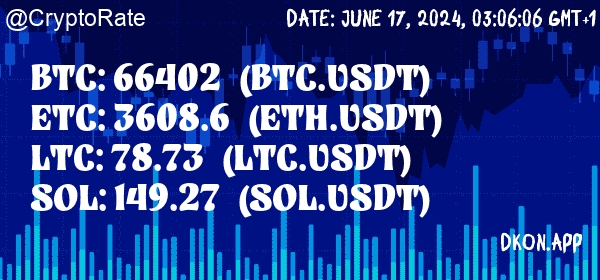 @CryptoRate
DATE: JUNE 17, 2024, 03:06:06 GMT+1
BTC: 66402 (BTC.USDT)
ETC: 3608.6 (ETH.USDT)
LTC: 78.73 (LTC.USDT)
SOL: 149.27 (SOL.USDT)
DKON.APP